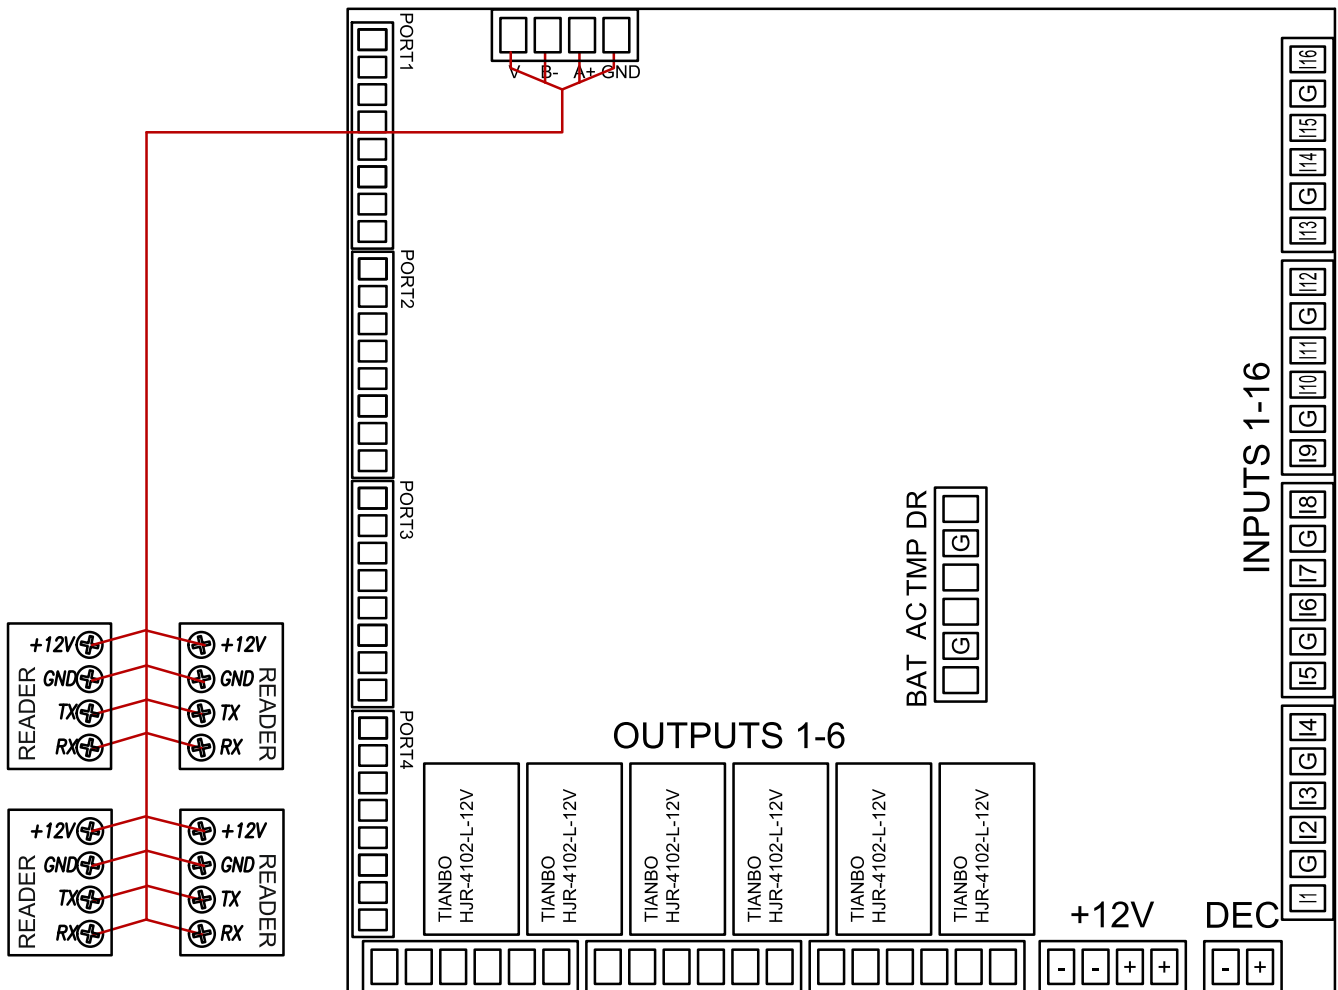 PORT1
V B- A+ GND
PORT2
PORT3
PORT4
I16
G
I15
I14
G
I13
I12
G
I11
I10
G
I9
I8
G
I7
I6
G
I5
I4
G
I3
I2
G
I1
INPUTS 1-16
BAT AC TMP DR
G
G
OUTPUTS 1-6
TIANBO
HJR-4102-L-12V
TIANBO
HJR-4102-L-12V
TIANBO
HJR-4102-L-12V
TIANBO
HJR-4102-L-12V
TIANBO
HJR-4102-L-12V
TIANBO
HJR-4102-L-12V
+12V
- - + +
DEC
- +
READER
+12V
GND
TX
RX
READER
+12V
GND
TX
RX
READER
+12V
GND
TX
RX
READER
+12V
GND
TX
RX